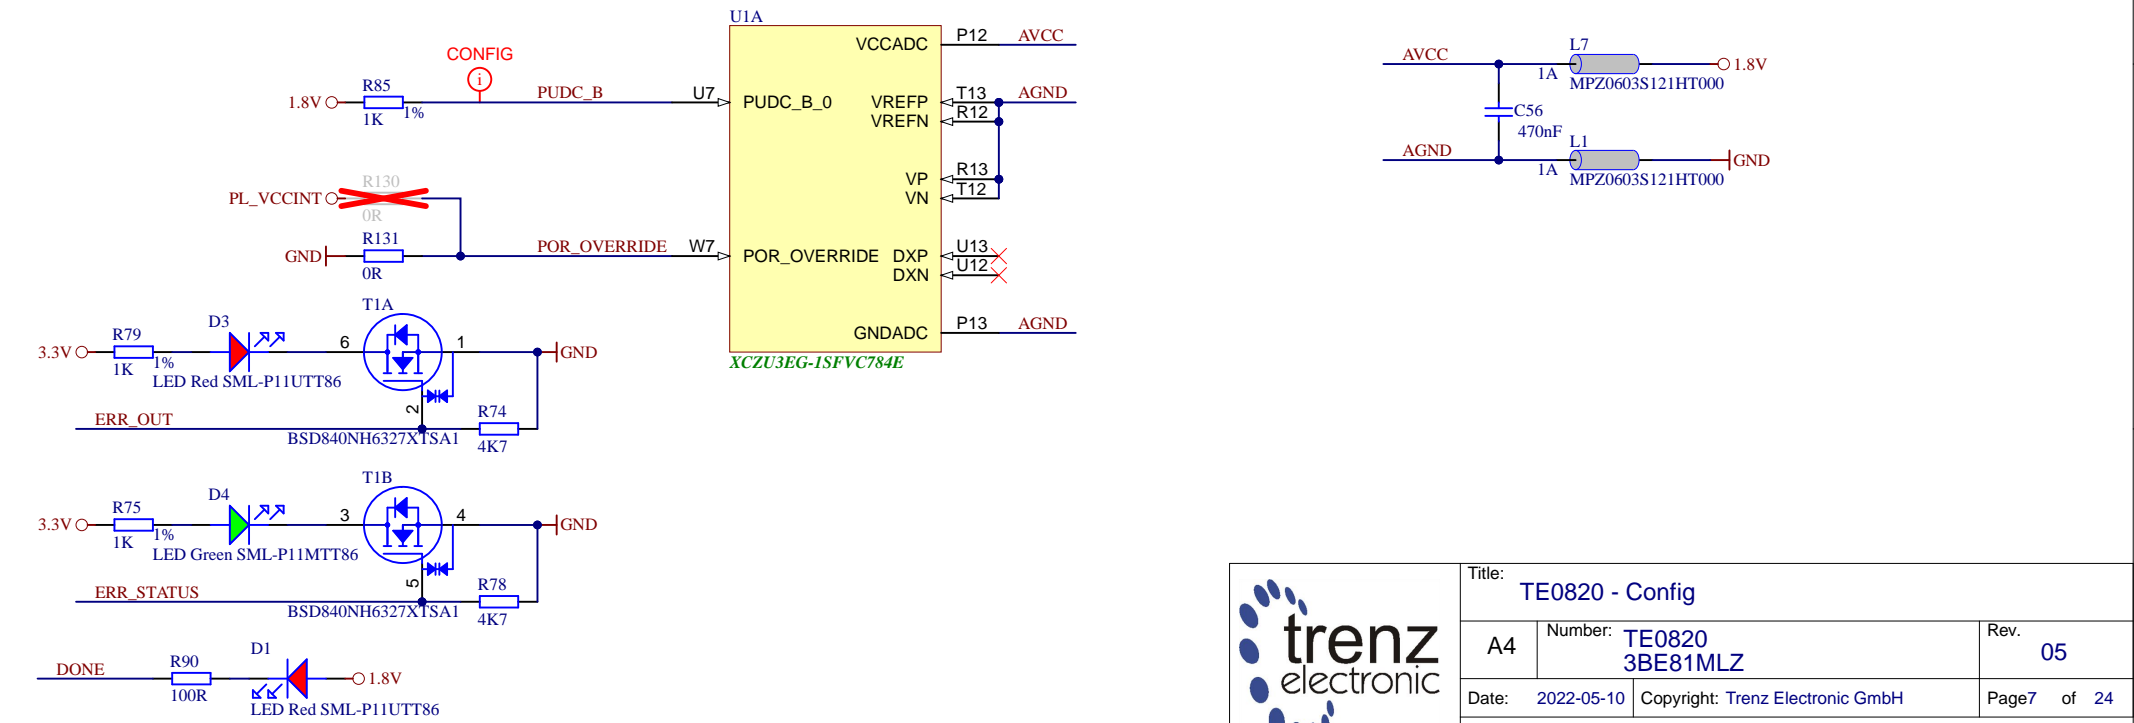 U1A
CONFIG
i
R85
1.8V
1K
1%
PUDC_B
U7
PUDC_B_0
VCCADC
P12
AVCC
VREFP
T13
AGND
VREFN
R12
VP
R13
VN
T12
R130
PL_VCCINT
0R
R131
GND
0R
POR_OVERRIDE
W7
POR_OVERRIDE
DXP
U13
DXN
U12
GNDADC
P13
AGND
XCZU3EG-1SFVC784E
AVCC
L7
1A
MPZ0603S121HT000
1.8V
C56
470nF
AGND
L1
1A
MPZ0603S121HT000
GND
T1A
R79
3.3V
1K
1%
D3
LED Red SML-P11UTT86
6
1
2
GND
ERR_OUT
BSD840NH6327XTSA1
R74
4K7
T1B
R75
3.3V
1K
1%
D4
LED Green SML-P11MTT86
3
4
5
GND
ERR_STATUS
BSD840NH6327XTSA1
R78
4K7
DONE
R90
100R
D1
1.8V
LED Red SML-P11UTT86
trenz
electronic
Title:
TE0820 - Config
A4
Number:
TE0820
3BE81MLZ
Rev.
05
Date: 2022-05-10
Copyright: Trenz Electronic GmbH
Page7 of 24